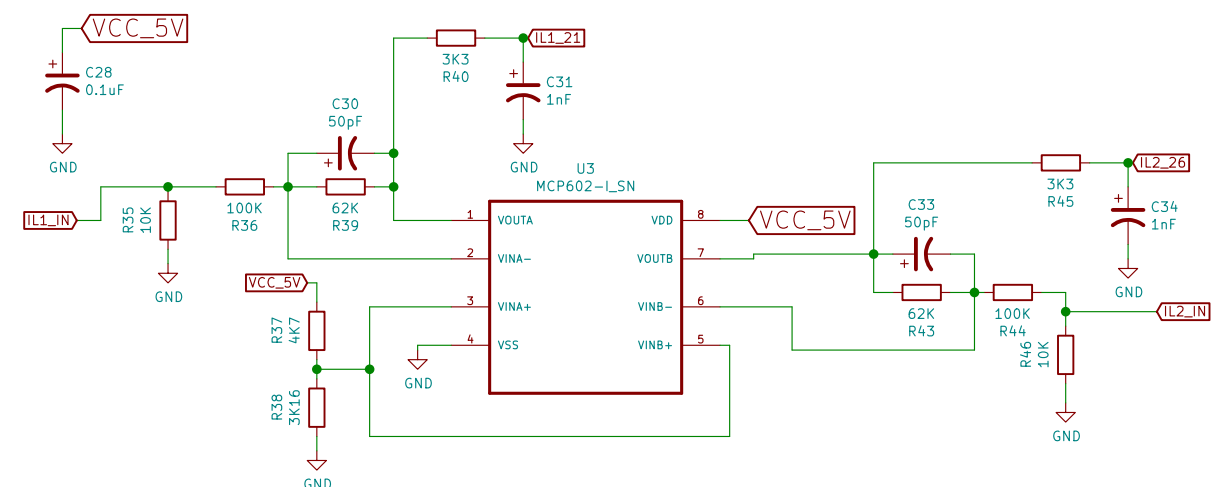 VCC_5V
C28
0.1uF
GND
IL1_21
3K3
R40
C31
1nF
GND
C30
50pF
IL1_IN
R35
10K
GND
100K
R36
62K
R39
U3
MCP602-I_SN
1
VOUTA
2
VINA-
3
VINA+
4
VSS
VDD
8
VOUTB
7
VINB-
6
VINB+
5
VCC_5V
VCC_5V
R37
4K7
R38
3K16
GND
GND
IL2_26
3K3
R45
C34
1nF
GND
C33
50pF
62K
R43
100K
R44
IL2_IN
R46
10K
GND